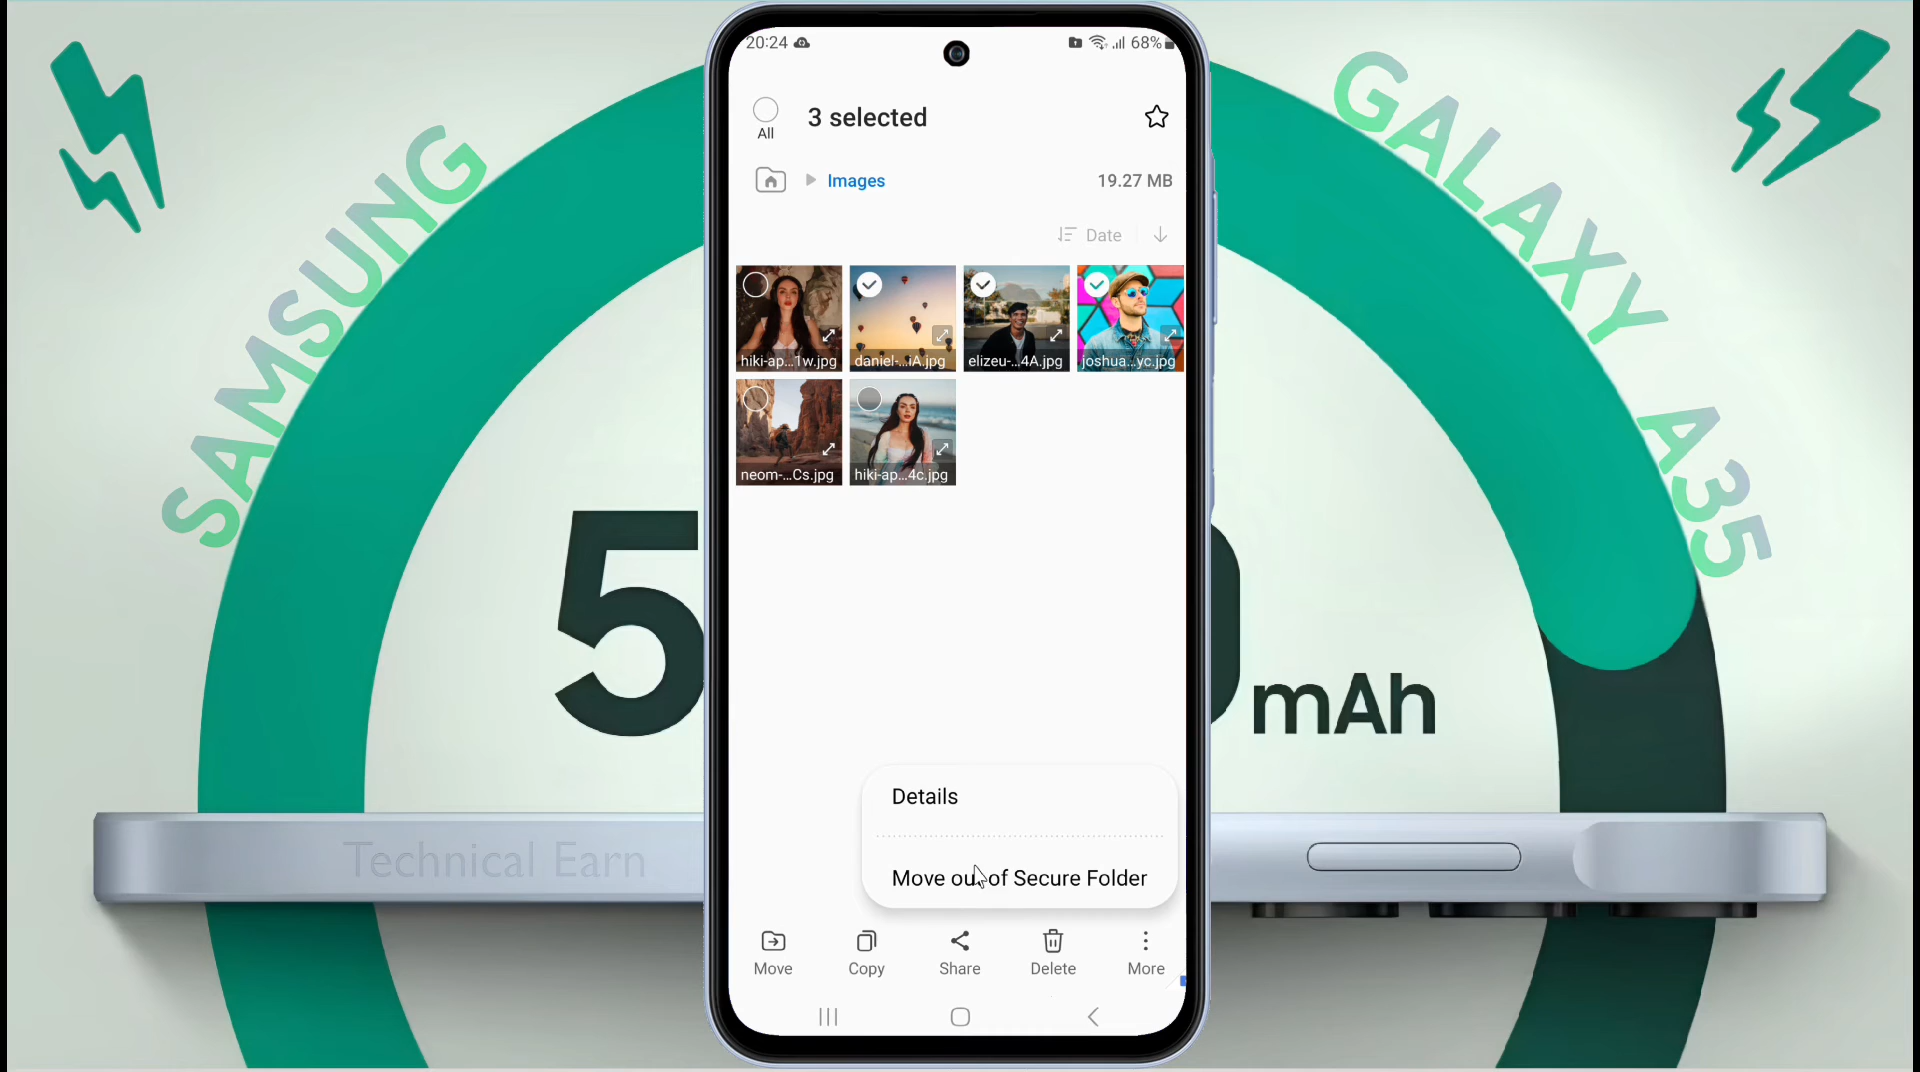 SAMSUNG
GALAXY A35
20:24
68%
All
3 selected
Images
19.27 MB
Date
hiki-ap...1w.jpg
daniel-...iA.jpg
elizeu-...4A.jpg
joshua...yc.jpg
neom-...Cs.jpg
hiki-ap...4c.jpg
5
mAh
Details
Technical Earn
Move out of Secure Folder
Move
Copy
Share
Delete
More